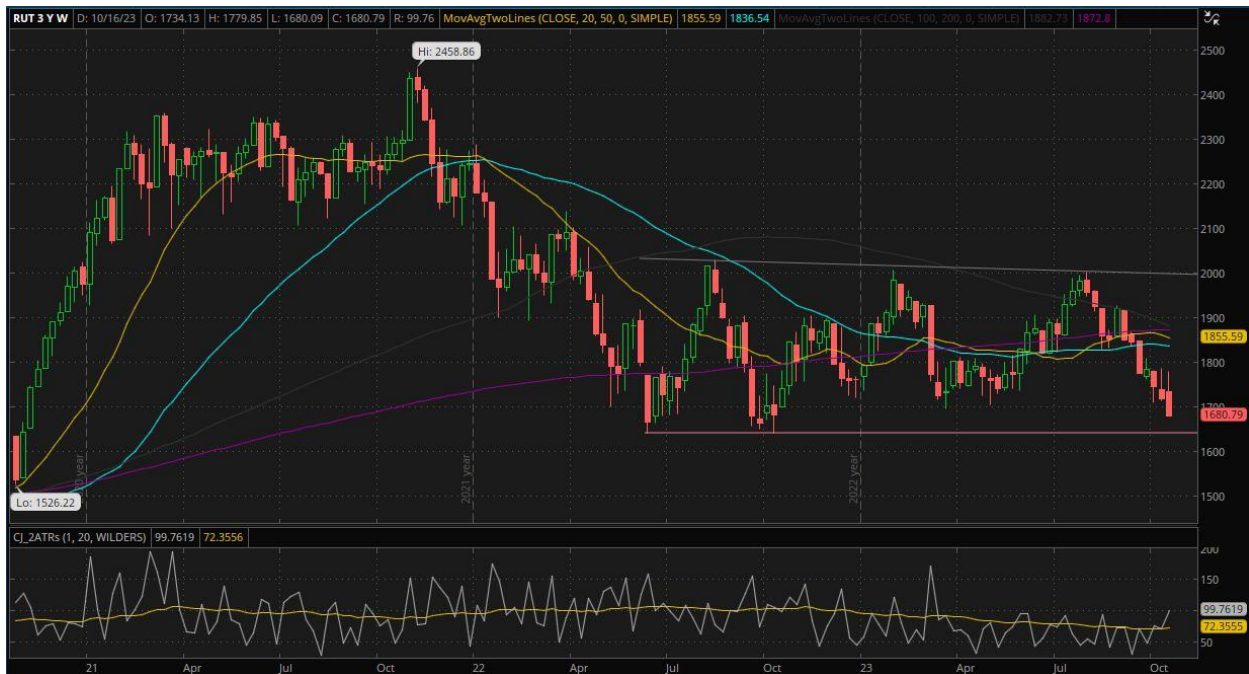 RUT 3 Y W D: 10/16/23 O: 1734.13 H: 1779.85 L: 1680.09 C: 1680.79 R: 99.76 MovAvgTwoLines (CLOSE, 20, 50, 0, SIMPLE) 1855.59 1836.54 MovAvgTwoLines (CLOSE, 100, 200, 0, SIMPLE) 1882.73 1872.8
Hi: 2458.86
2500
2400
2300
2200
2100
2000
1900
1855.59
1800
1700
1680.79
1600
1500
20 year
2021 year
2022 year
Lo: 1526.22
CJ_2ATRs (1, 20, WILDERS) 99.7619 72.3556
200
150
99.7619
72.3555
50
21 Apr Jul Oct 22 Apr Jul Oct 23 Apr Jul Oct